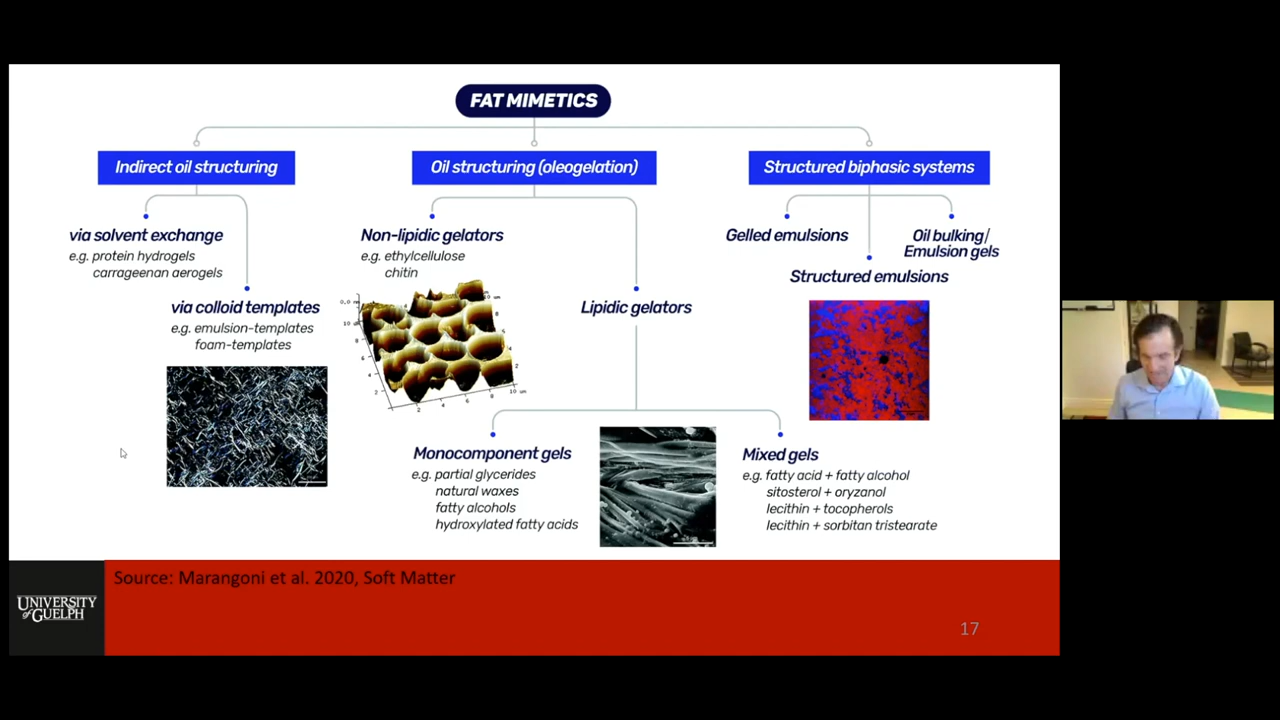 FAT MIMETICS
Indirect oil structuring
Oil structuring (oleogelation)
Structured biphasic systems
via solvent exchange
e.g. protein hydrogels
carrageenan aerogels
via colloid templates
e.g. emulsion-templates
foam-templates
Non-lipidic gelators
e.g. ethylcellulose
chitin
Lipidic gelators
Monocomponent gels
e.g. partial glycerides
natural waxes
fatty alcohols
hydroxylated fatty acids
Mixed gels
e.g. fatty acid + fatty alcohol
sitosterol + oryzanol
lecithin + tocopherols
lecithin + sorbitan tristearate
Gelled emulsions
Oil bulking/
Emulsion gels
Structured emulsions
Source: Marangoni et al. 2020, Soft Matter
UNIVERSITY
of GUELPH
17